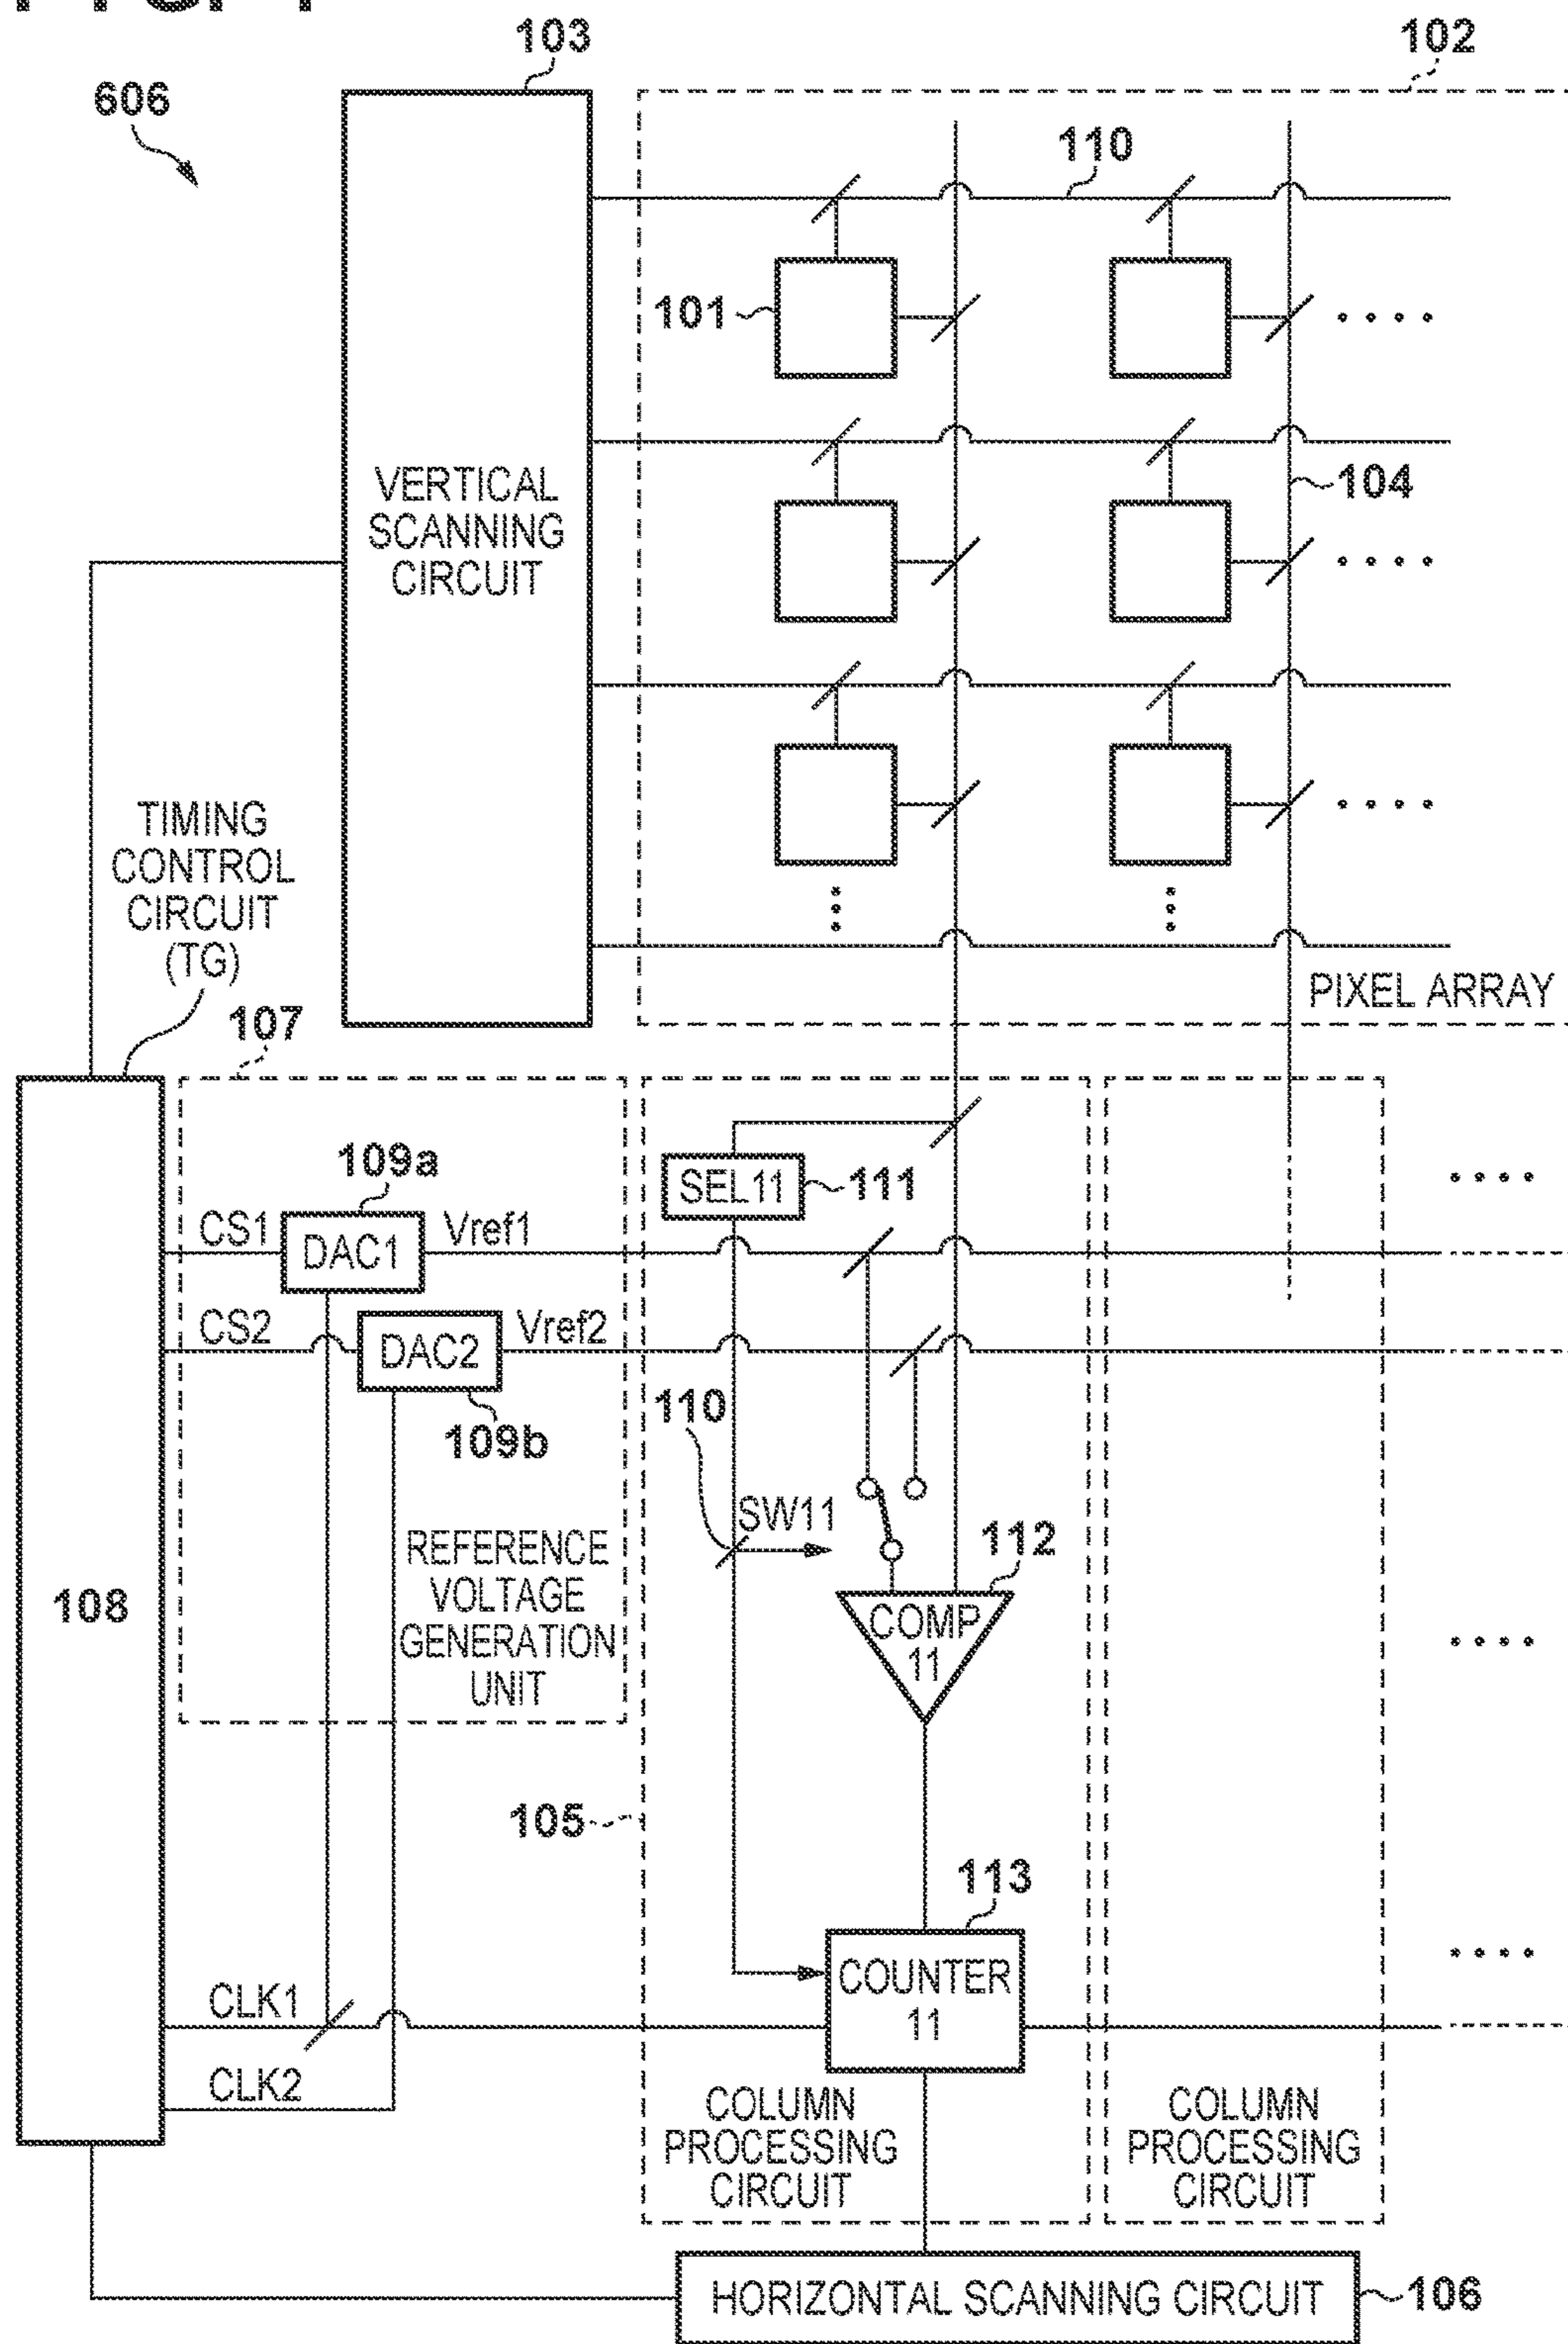 103
102
606
110
101
VERTICAL
SCANNING
CIRCUIT
104
TIMING
CONTROL
CIRCUIT
(TG)
PIXEL ARRAY
107
109a
SEL11
111
CS1
DAC1
Vref1
CS2
DAC2
Vref2
110
109b
SW11
112
REFERENCE
VOLTAGE
GENERATION
UNIT
108
COMP
11
105
113
COUNTER
11
CLK1
CLK2
COLUMN
PROCESSING
CIRCUIT
COLUMN
PROCESSING
CIRCUIT
HORIZONTAL SCANNING CIRCUIT
106